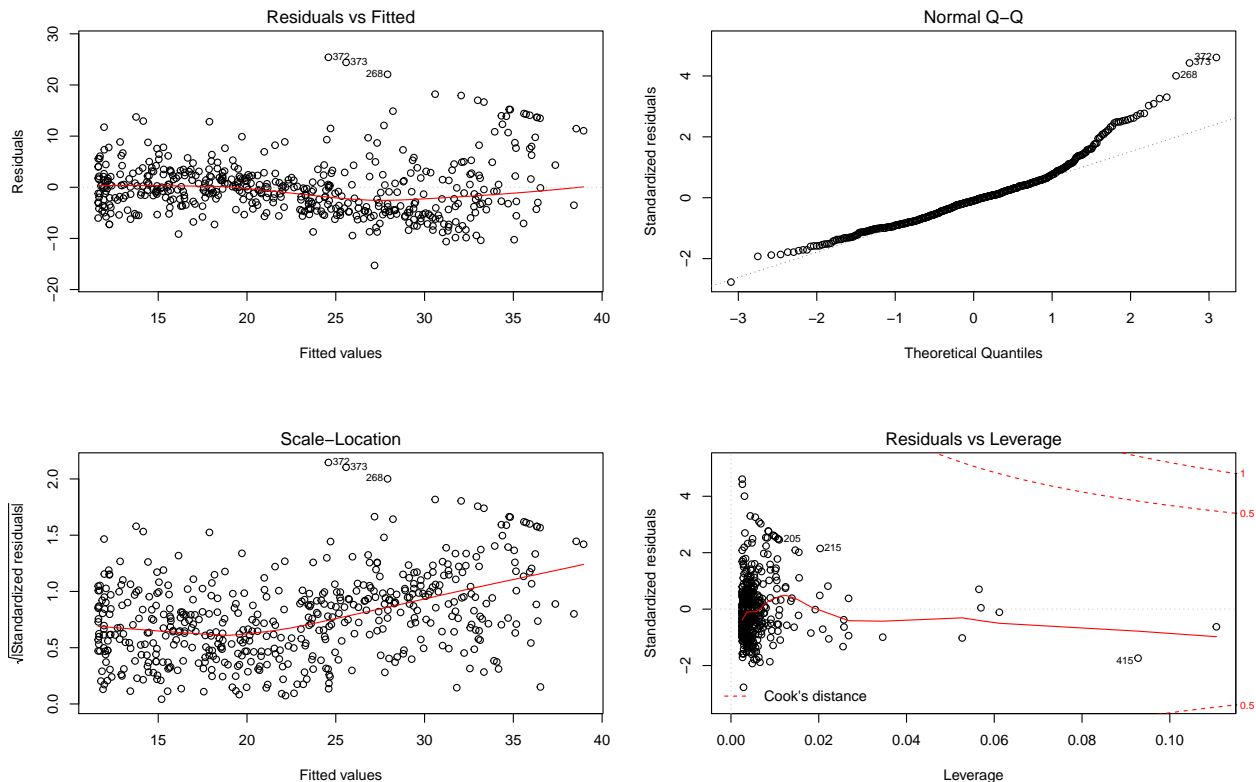 Residuals vs Fitted
Residuals
30
20
10
0
−10
−20
372
373
268
15 20 25 30 35 40
Fitted values
Normal Q−Q
Standardized residuals
4
2
0
−2
372
373
268
−3 −2 −1 0 1 2 3
Theoretical Quantiles
Scale−Location
√|Standardized residuals|
2.0
1.5
1.0
0.5
0.0
372
373
268
15 20 25 30 35 40
Fitted values
Residuals vs Leverage
Standardized residuals
4
2
0
−2
205
215
415
1
0.5
0.5
Cook's distance
0.00 0.02 0.04 0.06 0.08 0.10
Leverage